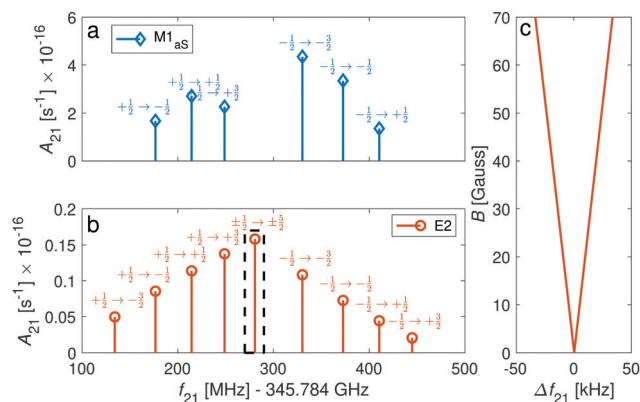 a
M1aS
6
4
2
0
A21 [s-1] × 10-16
-1/2 → -3/2
-1/2 → -1/2
+1/2 → +1/2
1/2 → +3/2
+1/2 → -1/2
-1/2 → +1/2
b
E2
0.2
0.15
0.1
0.05
0
A21 [s-1] × 10-16
±1/2 → ±5/2
+1/2 → +3/2
+1/2 → +1/2
-1/2 → -3/2
+1/2 → -1/2
-1/2 → -1/2
+1/2 → -3/2
-1/2 → +1/2
-1/2 → +3/2
100 200 300 400 500
f21 [MHz] - 345.784 GHz
c
70
60
50
40
30
20
10
0
B [Gauss]
-50 0 50
Δf21 [kHz]